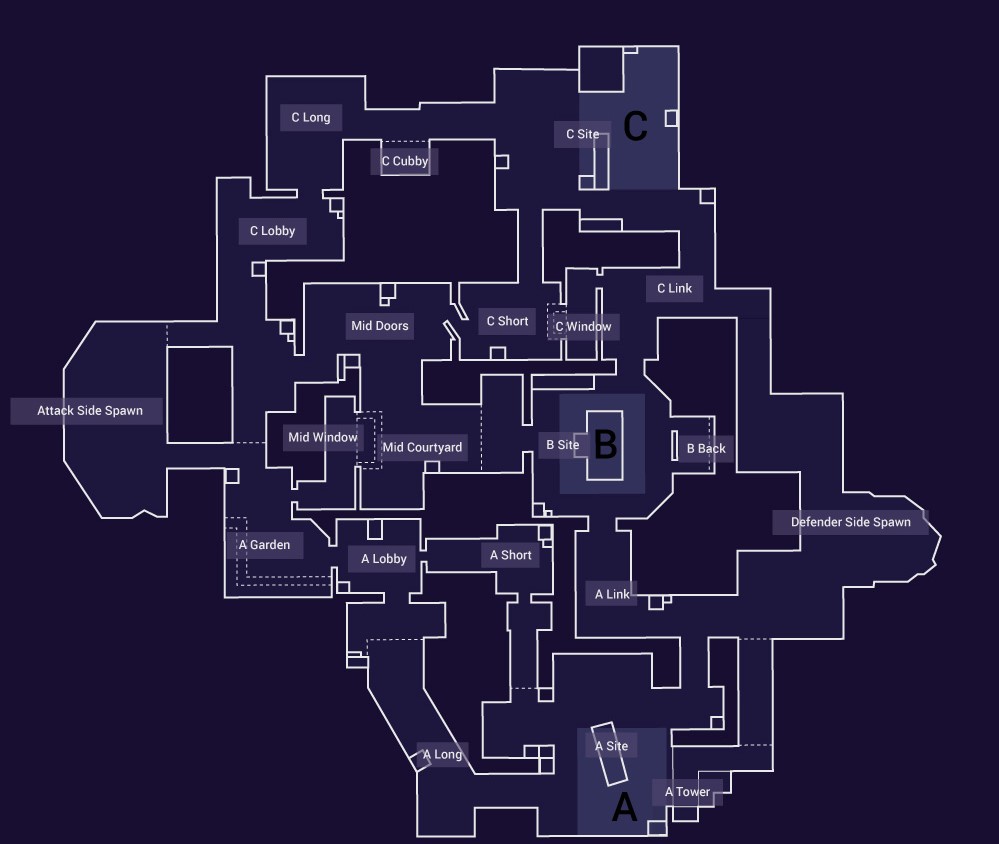 C Long
C Site
C
C Cubby
C Lobby
C Link
C Short
C Window
Mid Doors
Attack Side Spawn
Mid Window
Mid Courtyard
B Site
B
B Back
Defender Side Spawn
A Garden
A Lobby
A Short
A Link
A Site
A Long
A Tower
A